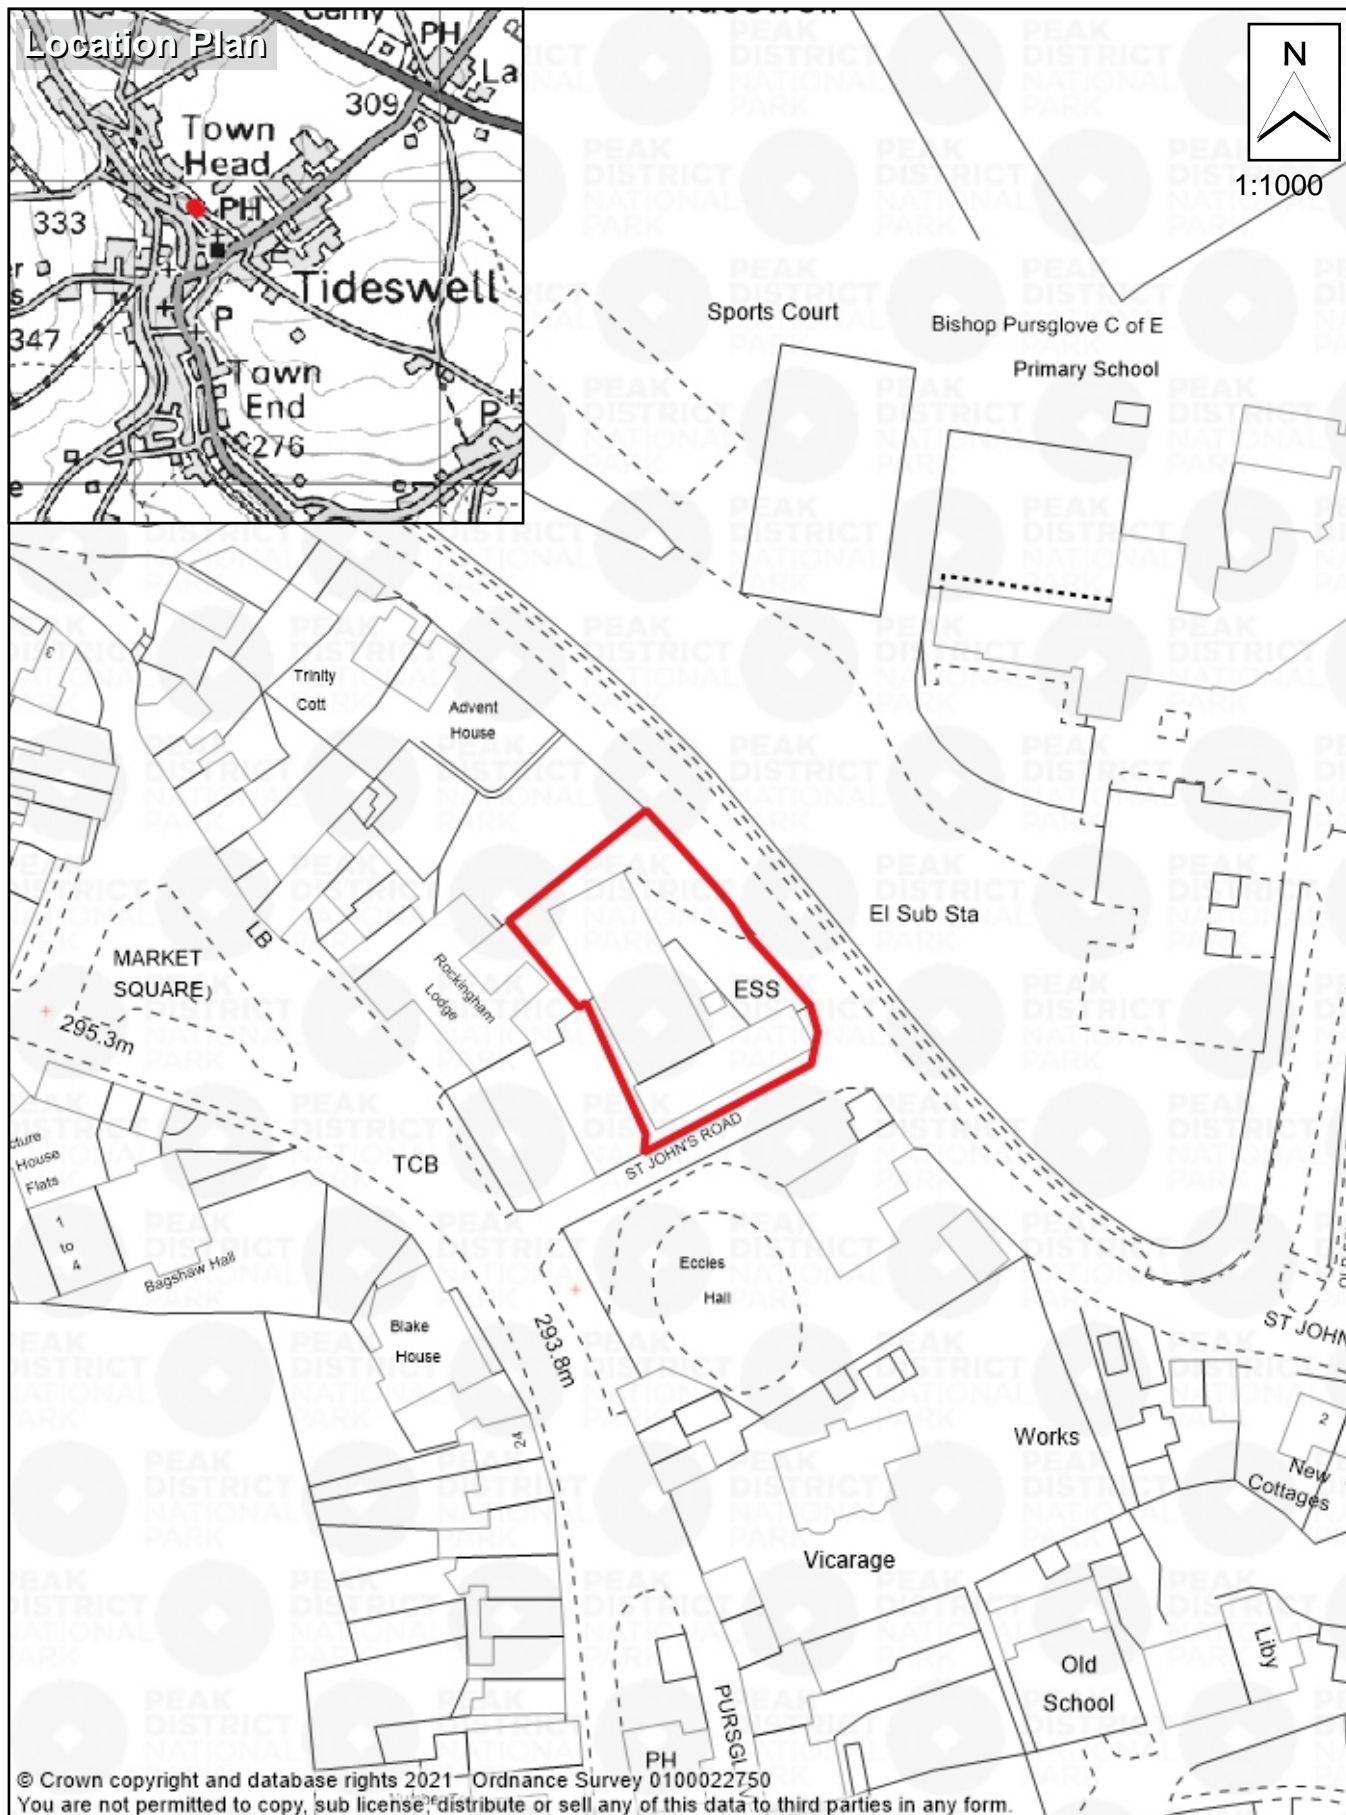 Location Plan
PH
La
309
Town
Head
PH
333
Tideswell
347
P
Town
End
276
P
N
1:1000
Sports Court
Bishop Pursglove C of E
Primary School
3
Trinity
Cott
Advent
House
El Sub Sta
LB
MARKET
SQUARE
295.3m
Rockingham
Lodge
ESS
ST JOHN'S ROAD
TCB
House
Flats
1
to
4
Bagshaw Hall
Eccles
Hall
Blake
House
293.8m
24
ST JOHN
Works
2
New
Cottages
Vicarage
Liby
Old
School
PH
© Crown copyright and database rights 2021 Ordnance Survey 0100022750
You are not permitted to copy, sub license, distribute or sell any of this data to third parties in any form.
PEAK
DISTRICT
NATIONAL
PARK